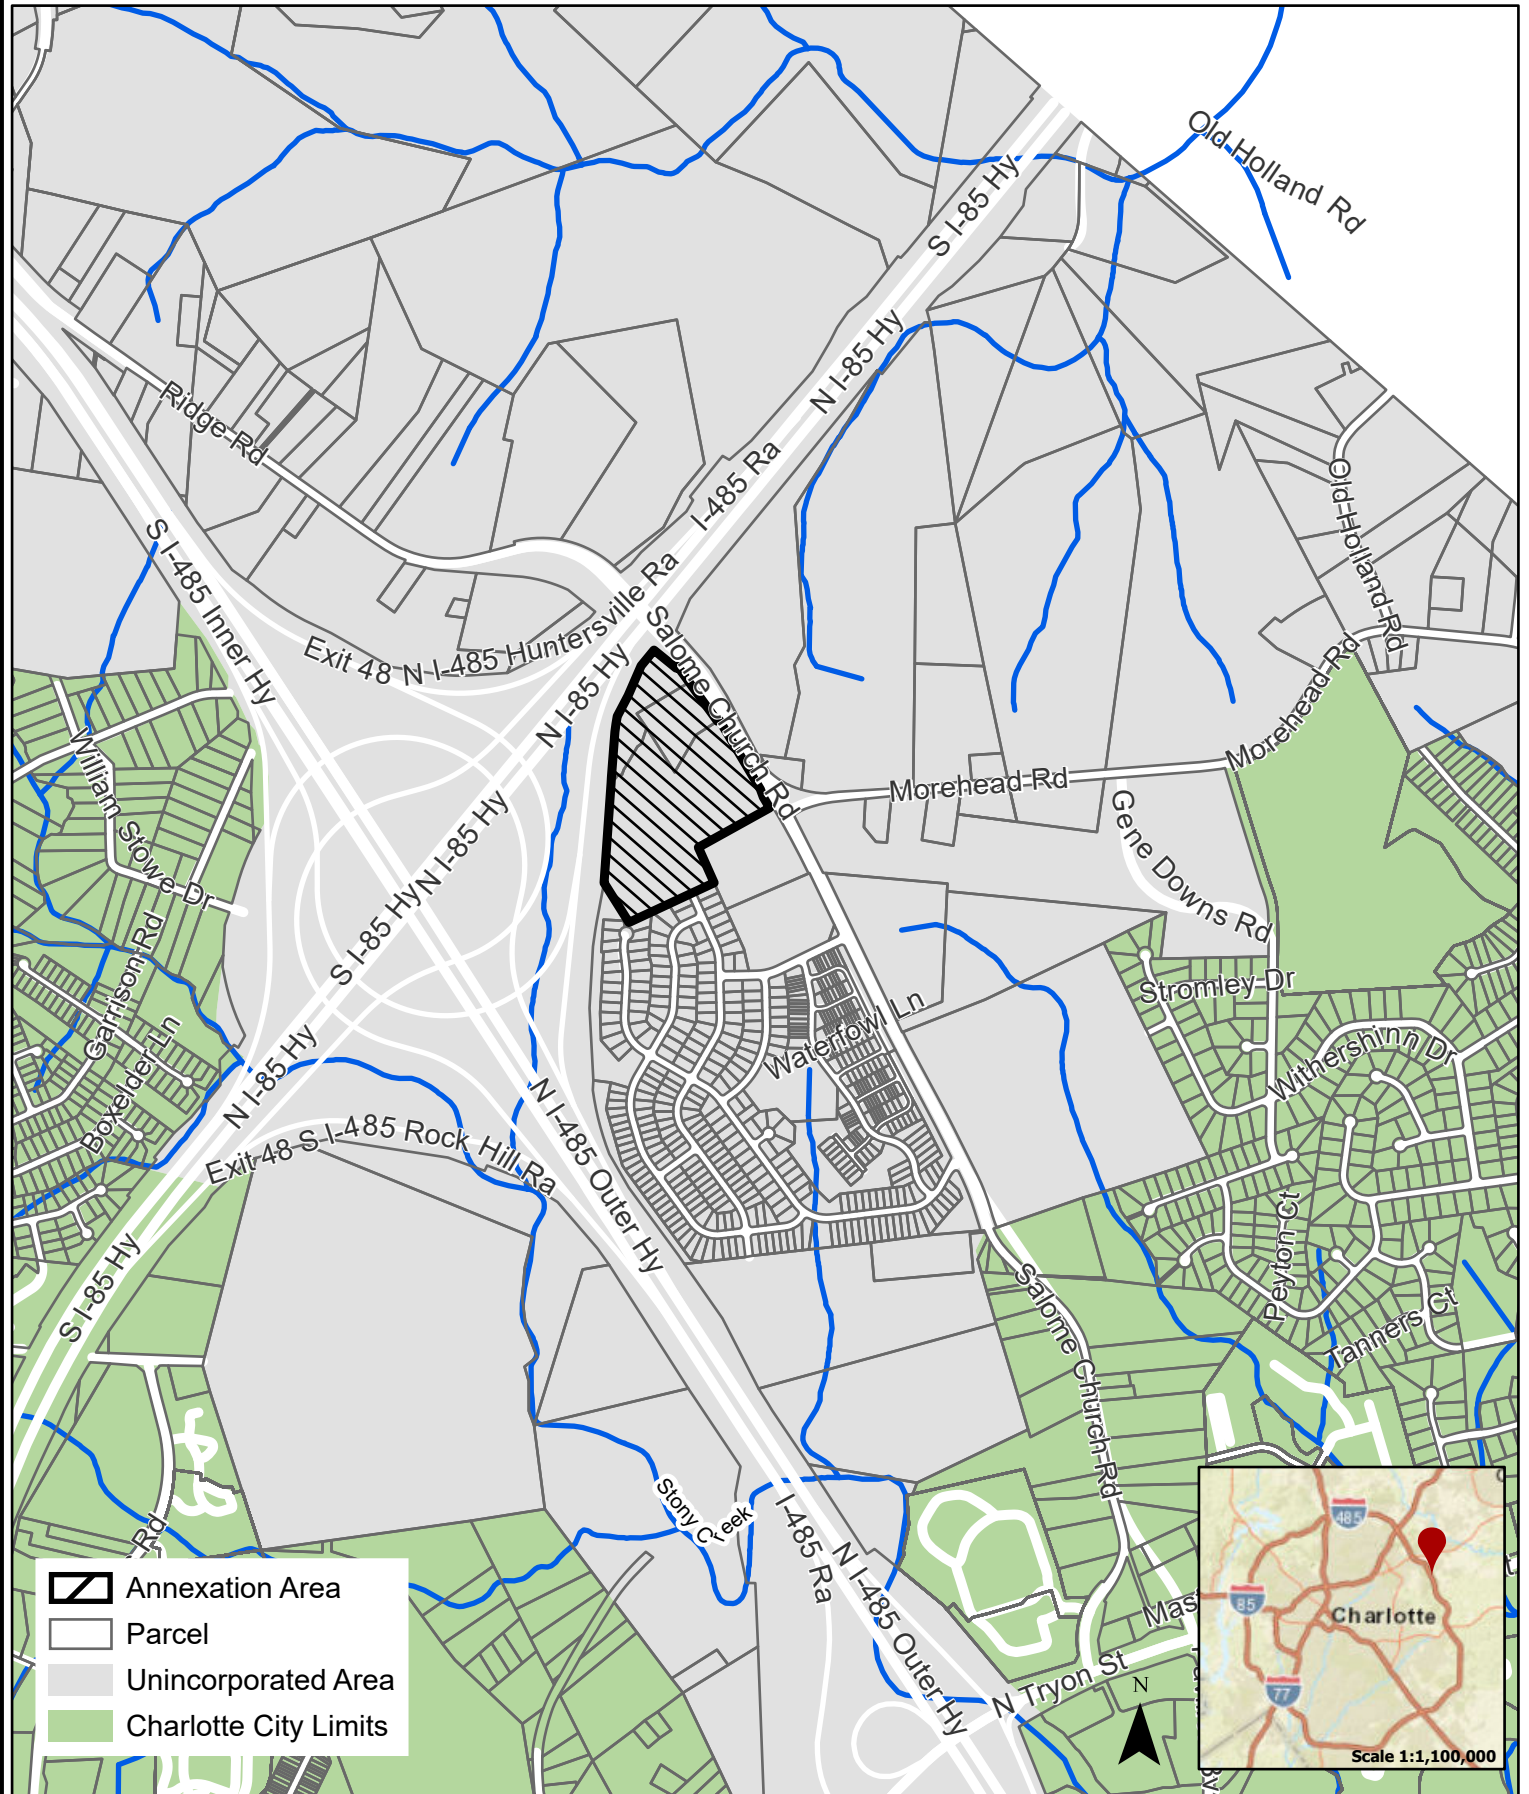 Old Holland Rd
S I-85 Hy
N I-85 Hy
Ridge Rd
I-485 Ra
Old Holland Rd
S I-485 Inner Hy
Exit 48 N I-485 Huntersville Ra
Salome Church Rd
N I-85 Hy
Morehead Rd
Morehead Rd
William Stowe Dr
N I-85 Hy
Gene Downs Rd
S I-85 Hy
Garrison Rd
Stromley Dr
Waterfowl Ln
Boxelder Ln
N I-85 Hy
Withershinn Dr
Exit 48 S I-485 Rock Hill Ra
N I-485 Outer Hy
S I-85 Hy
Peyton Ct
Salome Church Rd
Tanners Ct
Stony Creek
Rd
I-485 Ra
N I-485 Outer Hy
Mas
N Tryon St
N
Annexation Area
Parcel
Unincorporated Area
Charlotte City Limits
485
85
Charlotte
77
Scale 1:1,100,000